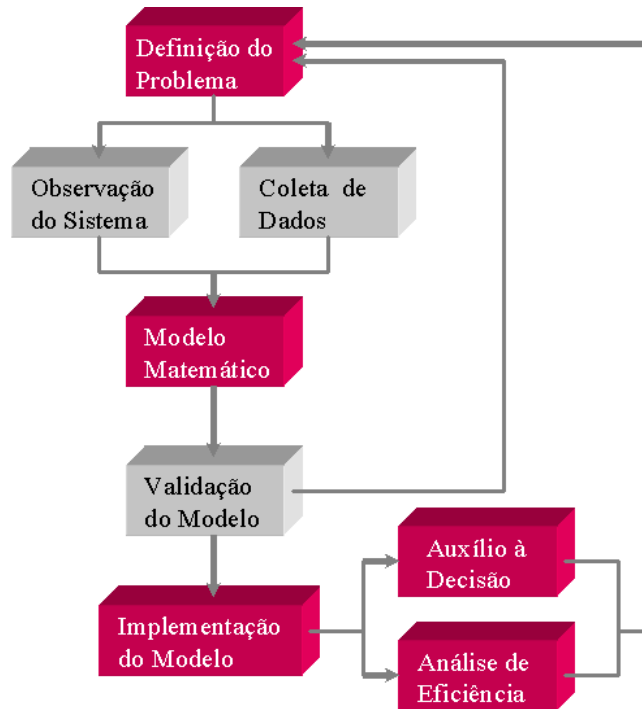 Definição do
Problema
Observação
do Sistema
Coleta de
Dados
Modelo
Matemático
Validação
do Modelo
Implementação
do Modelo
Auxílio à
Decisão
Análise de
Eficiência